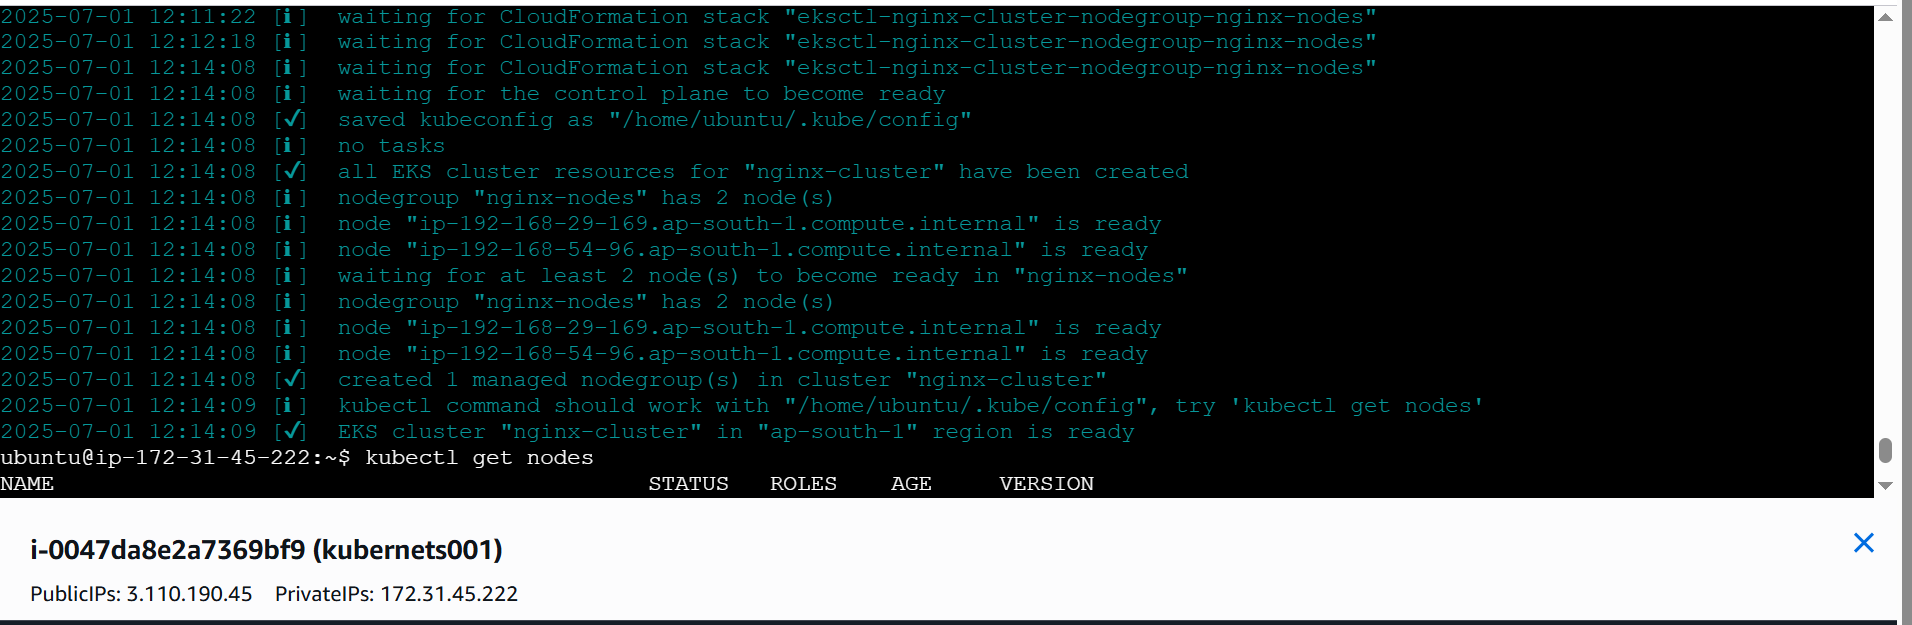 2025-07-01 12:11:22 [ℹ]  waiting for CloudFormation stack "eksctl-nginx-cluster-nodegroup-nginx-nodes"
2025-07-01 12:12:18 [ℹ]  waiting for CloudFormation stack "eksctl-nginx-cluster-nodegroup-nginx-nodes"
2025-07-01 12:14:08 [ℹ]  waiting for CloudFormation stack "eksctl-nginx-cluster-nodegroup-nginx-nodes"
2025-07-01 12:14:08 [ℹ]  waiting for the control plane to become ready
2025-07-01 12:14:08 [✔]  saved kubeconfig as "/home/ubuntu/.kube/config"
2025-07-01 12:14:08 [ℹ]  no tasks
2025-07-01 12:14:08 [✔]  all EKS cluster resources for "nginx-cluster" have been created
2025-07-01 12:14:08 [ℹ]  nodegroup "nginx-nodes" has 2 node(s)
2025-07-01 12:14:08 [ℹ]  node "ip-192-168-29-169.ap-south-1.compute.internal" is ready
2025-07-01 12:14:08 [ℹ]  node "ip-192-168-54-96.ap-south-1.compute.internal" is ready
2025-07-01 12:14:08 [ℹ]  waiting for at least 2 node(s) to become ready in "nginx-nodes"
2025-07-01 12:14:08 [ℹ]  nodegroup "nginx-nodes" has 2 node(s)
2025-07-01 12:14:08 [ℹ]  node "ip-192-168-29-169.ap-south-1.compute.internal" is ready
2025-07-01 12:14:08 [ℹ]  node "ip-192-168-54-96.ap-south-1.compute.internal" is ready
2025-07-01 12:14:08 [✔]  created 1 managed nodegroup(s) in cluster "nginx-cluster"
2025-07-01 12:14:09 [ℹ]  kubectl command should work with "/home/ubuntu/.kube/config", try 'kubectl get nodes'
2025-07-01 12:14:09 [✔]  EKS cluster "nginx-cluster" in "ap-south-1" region is ready
ubuntu@ip-172-31-45-222:~$ kubectl get nodes
NAME STATUS ROLES AGE VERSION
i-0047da8e2a7369bf9 (kubernets001)
PublicIPs: 3.110.190.45 PrivateIPs: 172.31.45.222